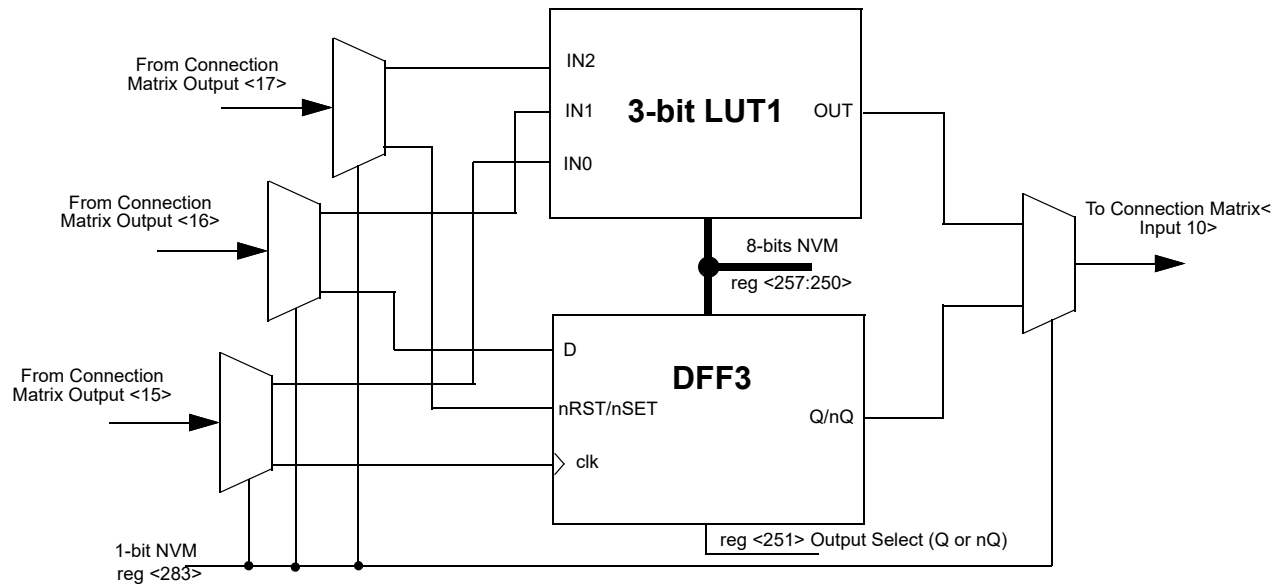 From Connection
Matrix Output <17>
IN2
IN1
IN0
3-bit LUT1
OUT
From Connection
Matrix Output <16>
To Connection Matrix<
Input 10>
8-bits NVM
reg <257:250>
From Connection
Matrix Output <15>
D
DFF3
nRST/nSET
Q/nQ
clk
reg <251> Output Select (Q or nQ)
1-bit NVM
reg <283>